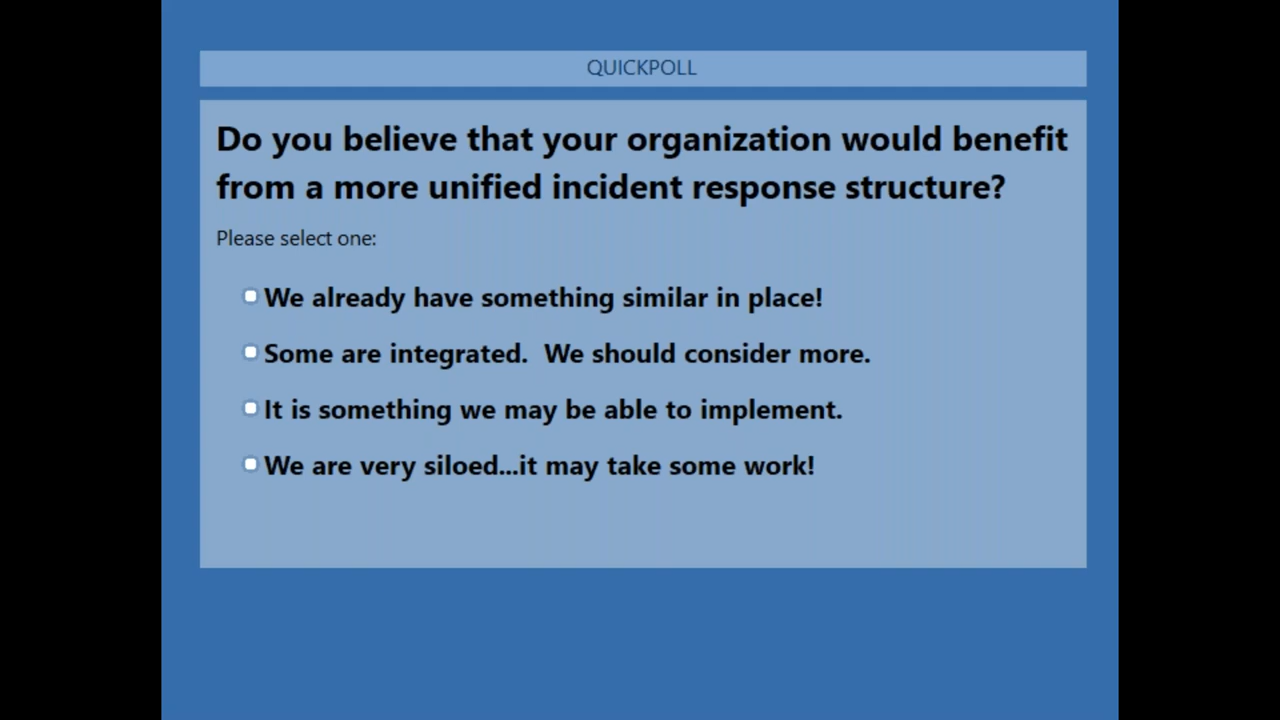 QUICKPOLL
Do you believe that your organization would benefit
from a more unified incident response structure?
Please select one:
We already have something similar in place!
Some are integrated.  We should consider more.
It is something we may be able to implement.
We are very siloed...it may take some work!